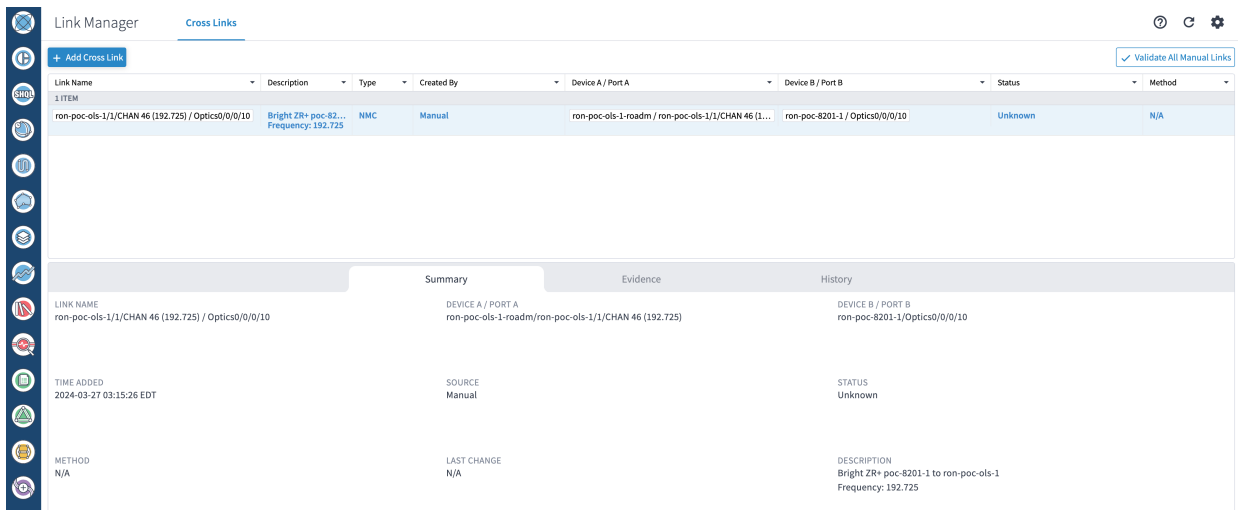 Link Manager
Cross Links
+ Add Cross Link
Validate All Manual Links
Link Name Description Type Created By Device A / Port A Device B / Port B Status Method
1 ITEM
ron-poc-ols-1/1/CHAN 46 (192.725) / Optics0/0/0/10 Bright ZR+ poc-82... NMC Manual ron-poc-ols-1-roadm / ron-poc-ols-1/1/CHAN 46 (1... ron-poc-8201-1 / Optics0/0/0/10 Unknown N/A
Frequency: 192.725
SHQL
Summary Evidence History
LINK NAME DEVICE A / PORT A DEVICE B / PORT B
ron-poc-ols-1/1/CHAN 46 (192.725) / Optics0/0/0/10 ron-poc-ols-1-roadm/ron-poc-ols-1/1/CHAN 46 (192.725) ron-poc-8201-1/Optics0/0/0/10
TIME ADDED SOURCE STATUS
2024-03-27 03:15:26 EDT Manual Unknown
METHOD LAST CHANGE DESCRIPTION
N/A N/A Bright ZR+ poc-8201-1 to ron-poc-ols-1
Frequency: 192.725